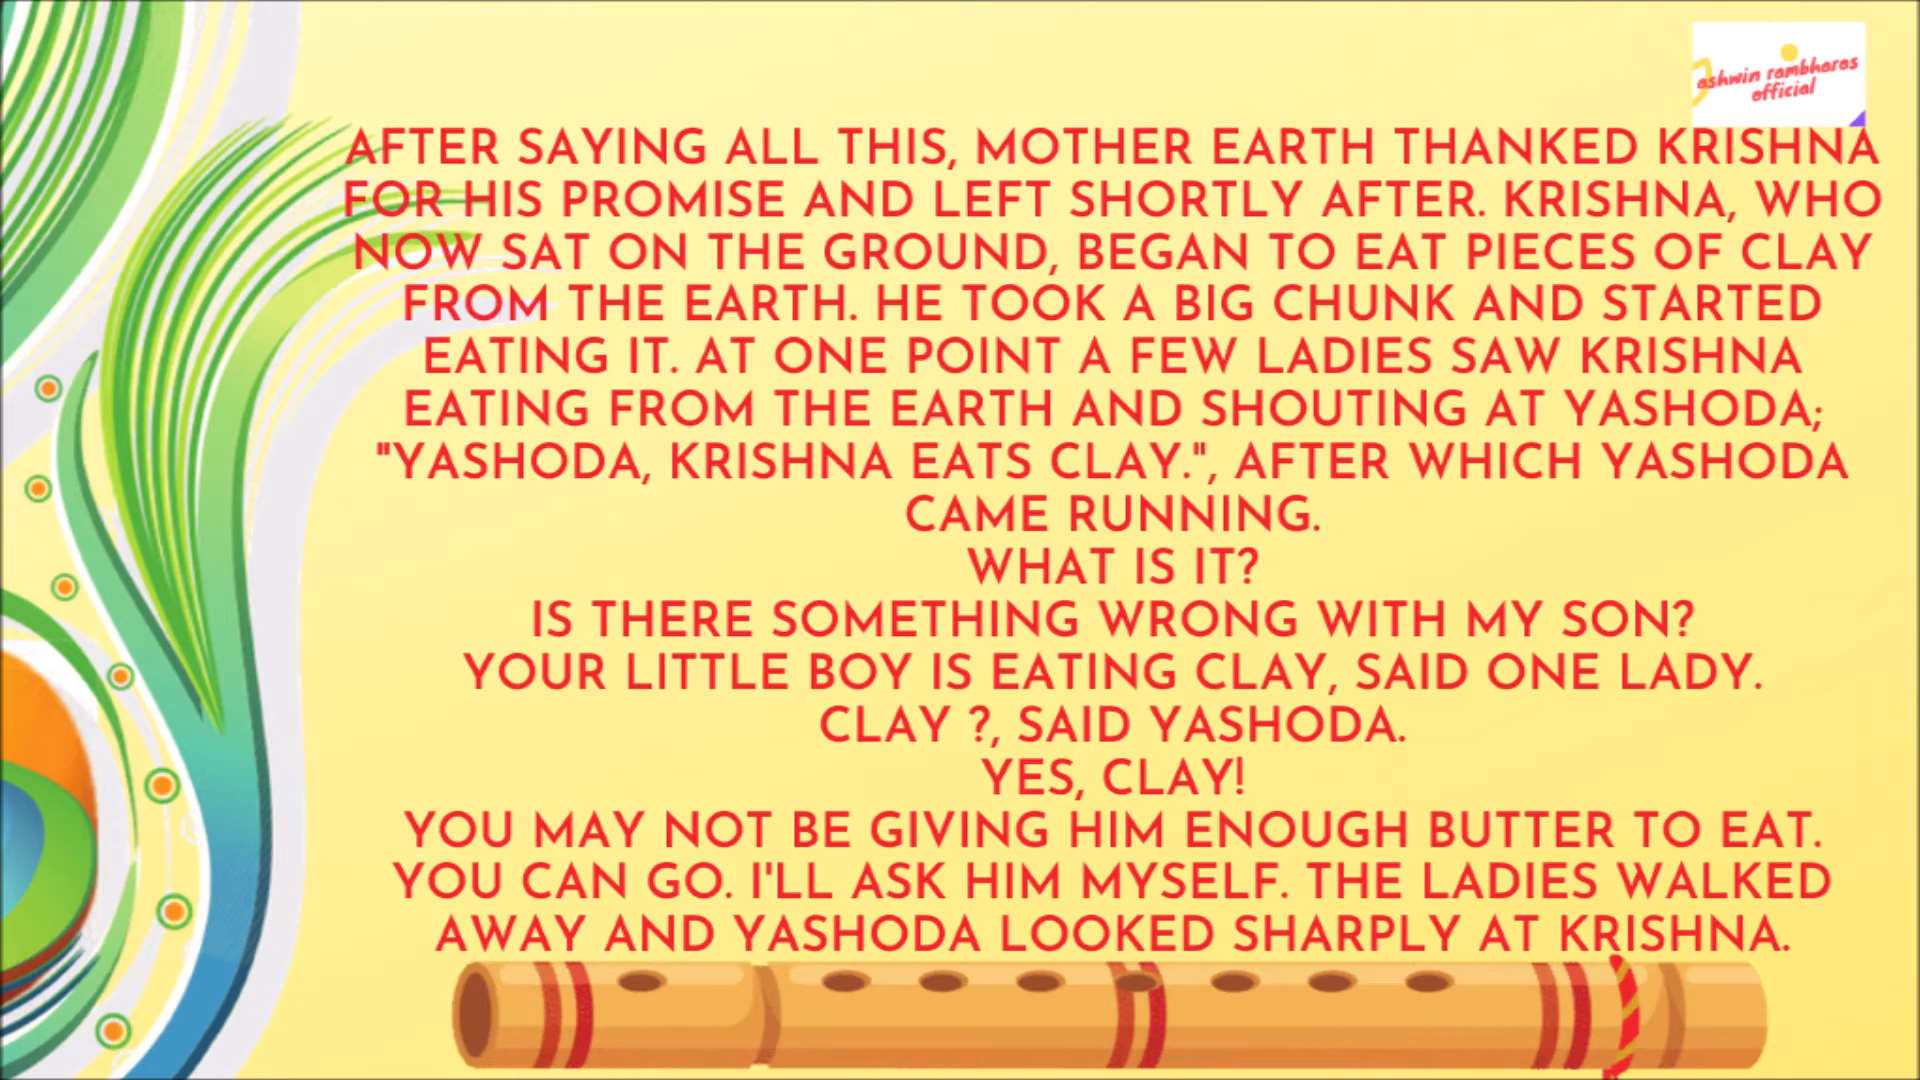 ashwin rambharos
official
AFTER SAYING ALL THIS, MOTHER EARTH THANKED KRISHNA
FOR HIS PROMISE AND LEFT SHORTLY AFTER. KRISHNA, WHO
NOW SAT ON THE GROUND, BEGAN TO EAT PIECES OF CLAY
FROM THE EARTH. HE TOOK A BIG CHUNK AND STARTED
EATING IT. AT ONE POINT A FEW LADIES SAW KRISHNA
EATING FROM THE EARTH AND SHOUTING AT YASHODA;
"YASHODA, KRISHNA EATS CLAY.", AFTER WHICH YASHODA
CAME RUNNING.
WHAT IS IT?
IS THERE SOMETHING WRONG WITH MY SON?
YOUR LITTLE BOY IS EATING CLAY, SAID ONE LADY.
CLAY ?, SAID YASHODA.
YES, CLAY!
YOU MAY NOT BE GIVING HIM ENOUGH BUTTER TO EAT.
YOU CAN GO. I'LL ASK HIM MYSELF. THE LADIES WALKED
AWAY AND YASHODA LOOKED SHARPLY AT KRISHNA.